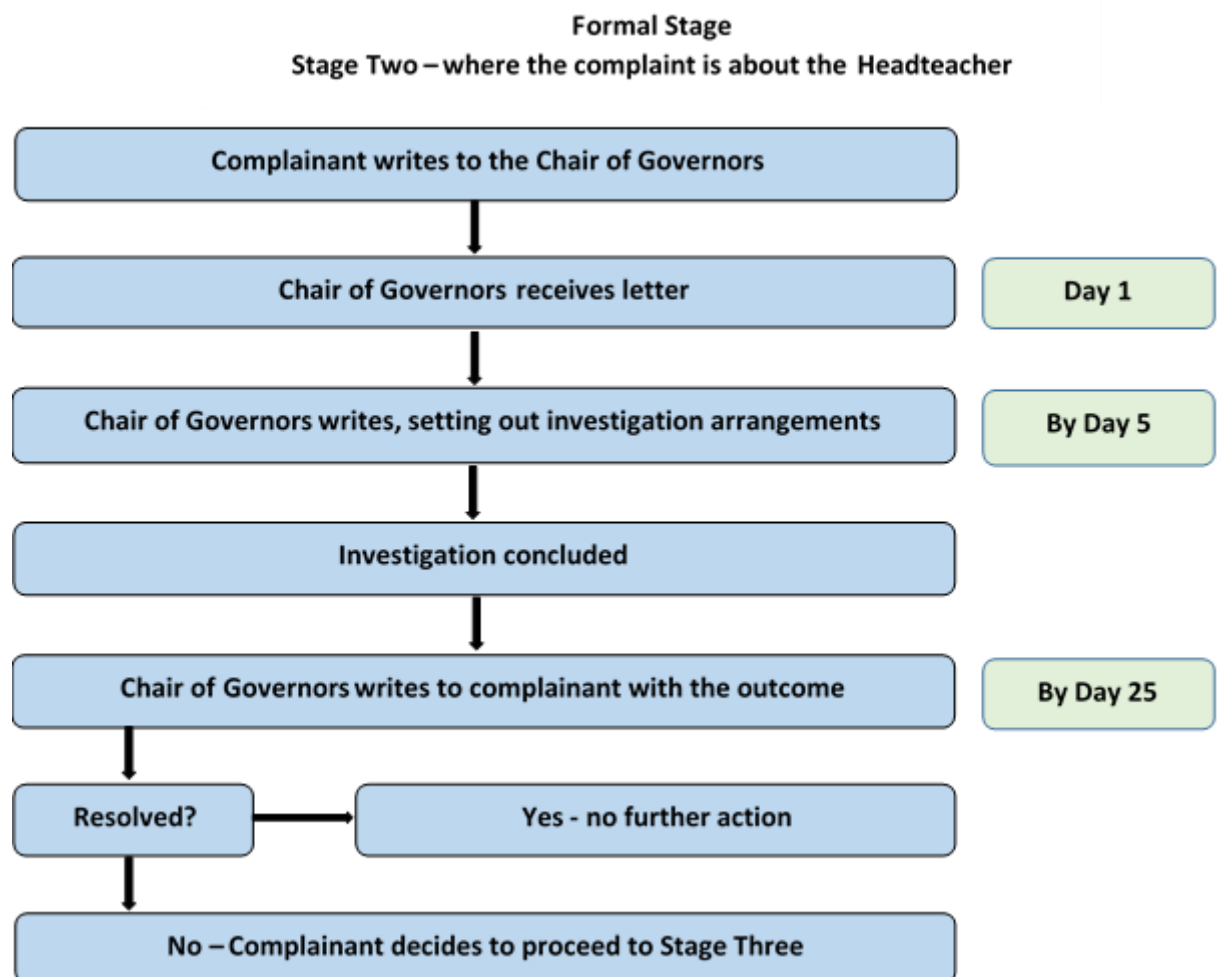 Formal Stage
Stage Two – where the complaint is about the Headteacher
Complainant writes to the Chair of Governors
Chair of Governors receives letter
Day 1
Chair of Governors writes, setting out investigation arrangements
By Day 5
Investigation concluded
Chair of Governors writes to complainant with the outcome
By Day 25
Resolved?
Yes - no further action
No – Complainant decides to proceed to Stage Three